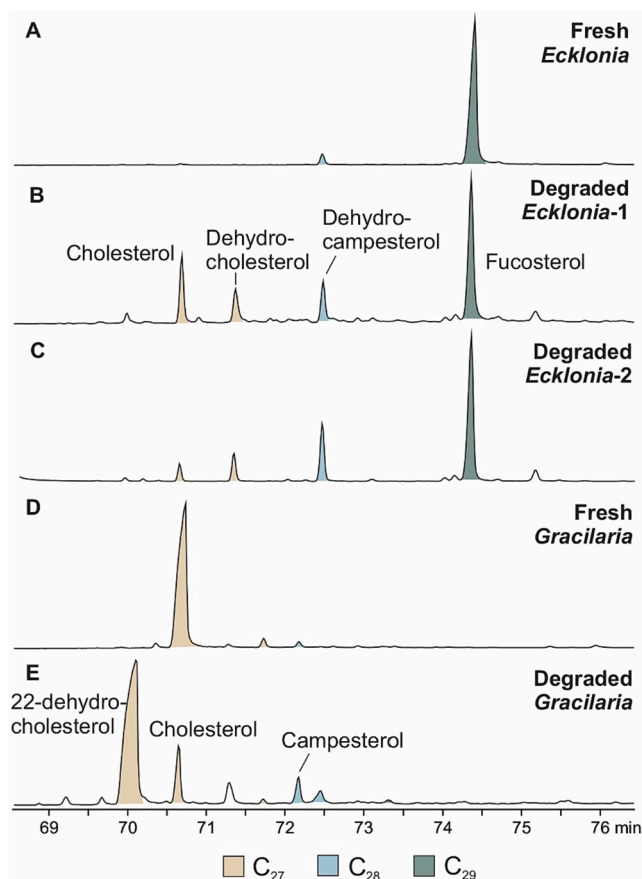 A
Fresh
Ecklonia
B
Degraded
Ecklonia-1
Cholesterol
Dehydro-
cholesterol
Dehydro-
campesterol
Fucosterol
C
Degraded
Ecklonia-2
D
Fresh
Gracilaria
E
Degraded
Gracilaria
22-dehydro-
cholesterol
Cholesterol
Campesterol
69 70 71 72 73 74 75 76 min
C27 C28 C29